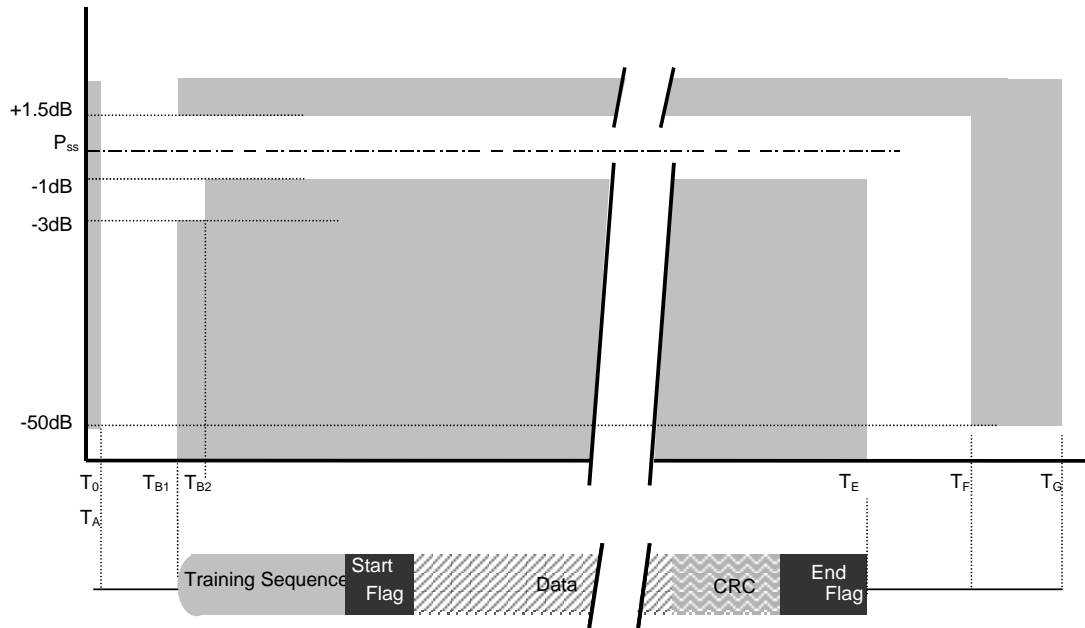 +1.5dB
Pss
-1dB
-3dB
-50dB
T0 TB1 TB2 TE TF TG
TA
Training Sequence Start Flag Data CRC End Flag